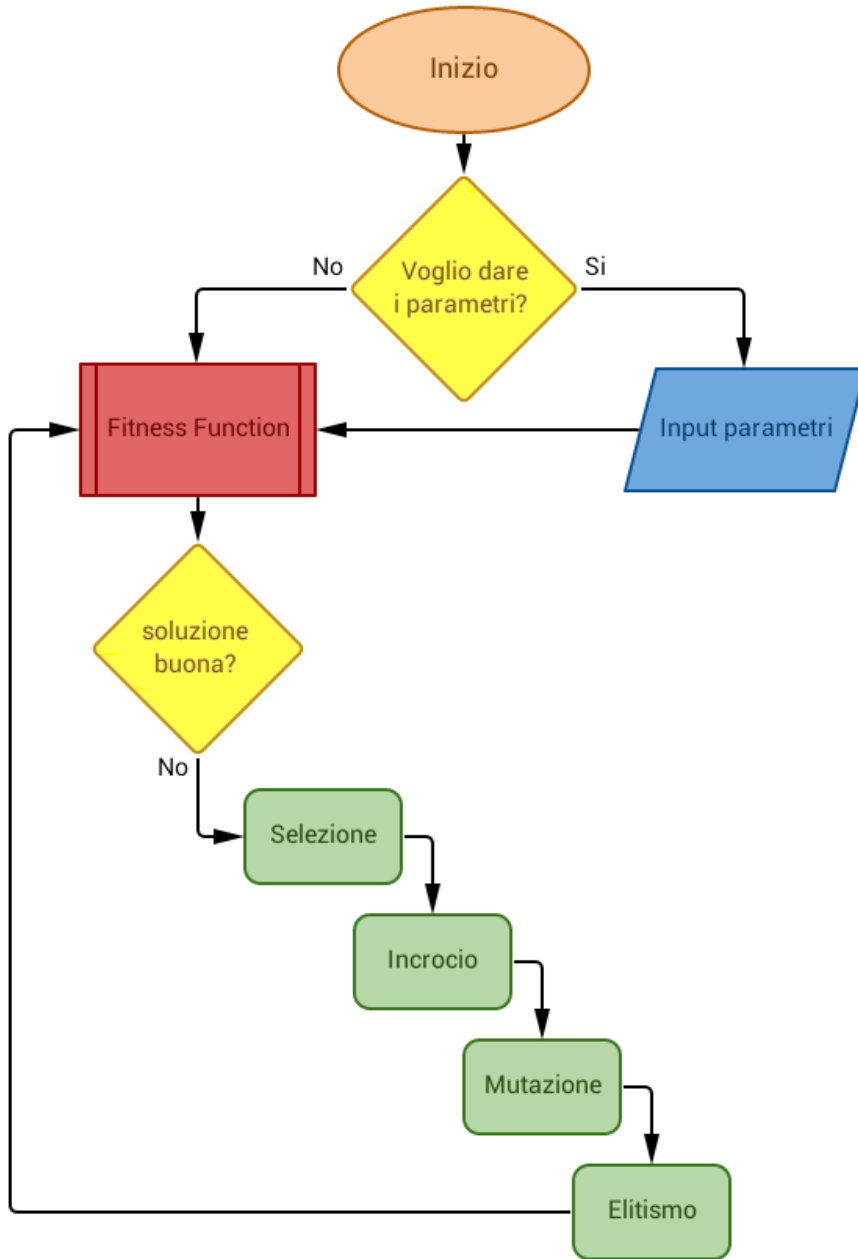 Inizio
No
Voglio dare
i parametri?
Si
Fitness Function
Input parametri
soluzione
buona?
No
Selezione
Incrocio
Mutazione
Elitismo